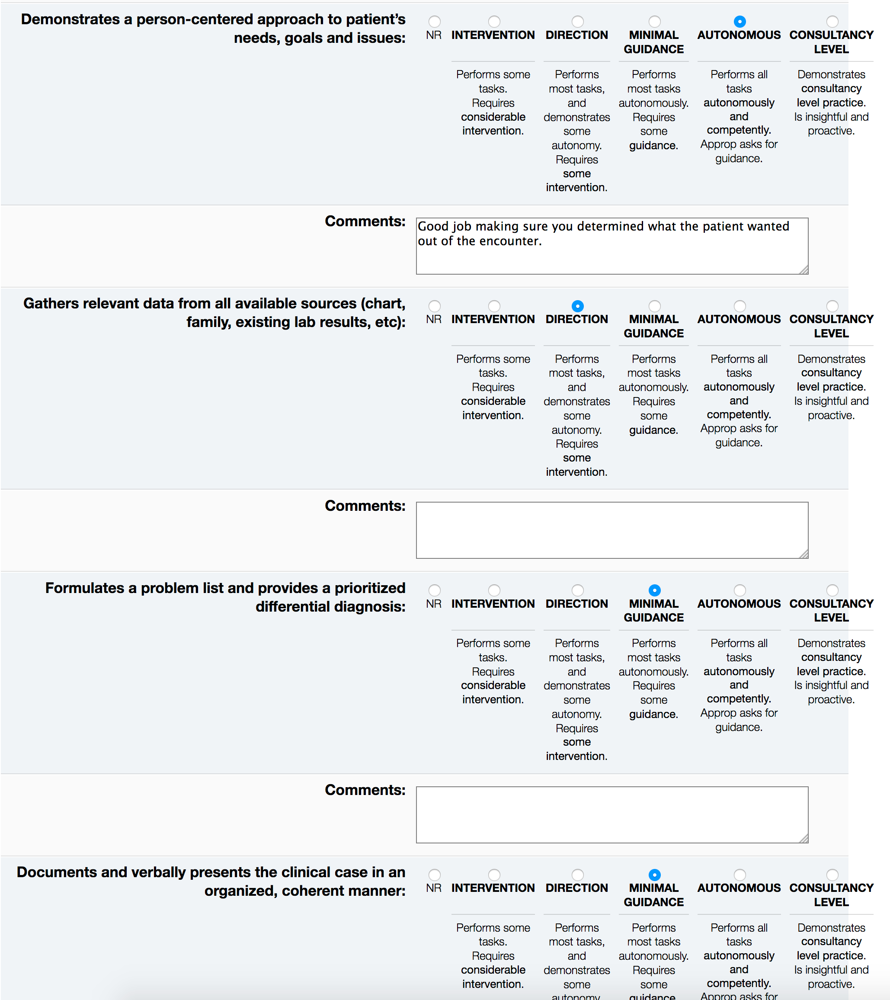 Demonstrates a person-centered approach to patient's
needs, goals and issues:
NR INTERVENTION DIRECTION MINIMAL AUTONOMOUS CONSULTANCY
GUIDANCE LEVEL
Performs some Performs Performs Performs all Demonstrates
tasks. most tasks, most tasks tasks consultancy
Requires and autonomously. autonomously level practice.
considerable demonstrates Requires and Is insightful and
intervention. some some competently. proactive.
autonomy. guidance. Approp asks for
Requires guidance.
some
intervention.
Comments:
Good job making sure you determined what the patient wanted
out of the encounter.
Gathers relevant data from all available sources (chart,
family, existing lab results, etc):
NR INTERVENTION DIRECTION MINIMAL AUTONOMOUS CONSULTANCY
GUIDANCE LEVEL
Performs some Performs Performs Performs all Demonstrates
tasks. most tasks, most tasks tasks consultancy
Requires and autonomously. autonomously level practice.
considerable demonstrates Requires and Is insightful and
intervention. some some competently. proactive.
autonomy. guidance. Approp asks for
Requires guidance.
some
intervention.
Comments:
Formulates a problem list and provides a prioritized
differential diagnosis:
NR INTERVENTION DIRECTION MINIMAL AUTONOMOUS CONSULTANCY
GUIDANCE LEVEL
Performs some Performs Performs Performs all Demonstrates
tasks. most tasks, most tasks tasks consultancy
Requires and autonomously. autonomously level practice.
considerable demonstrates Requires and Is insightful and
intervention. some some competently. proactive.
autonomy. guidance. Approp asks for
Requires guidance.
some
intervention.
Comments:
Documents and verbally presents the clinical case in an
organized, coherent manner:
NR INTERVENTION DIRECTION MINIMAL AUTONOMOUS CONSULTANCY
GUIDANCE LEVEL
Performs some Performs Performs Performs all Demonstrates
tasks. most tasks, most tasks tasks consultancy
Requires and autonomously. autonomously level practice.
considerable demonstrates Requires and Is insightful and
intervention. some some competently. proactive.
autonomy guidance Approp asks for